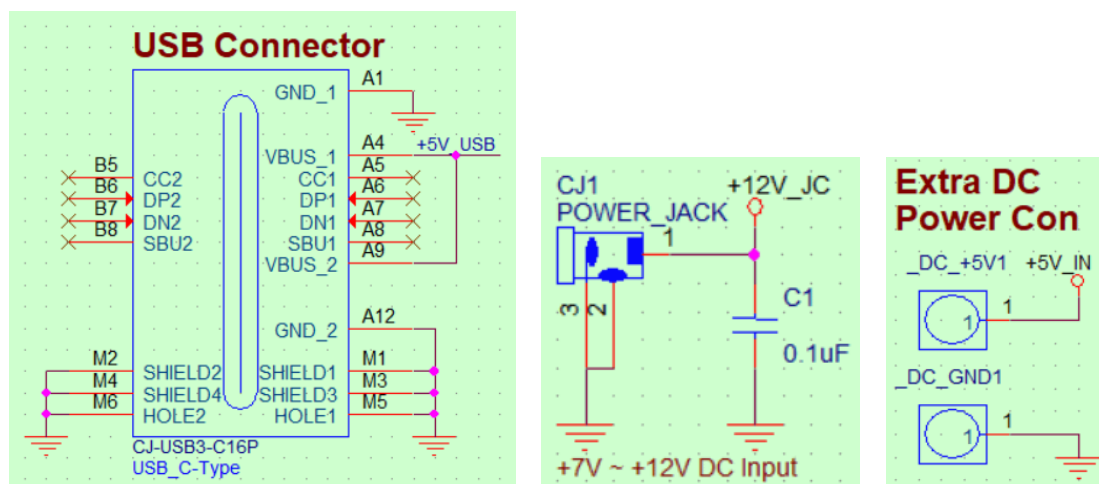 USB Connector
A1
GND_1
A4
+5V_USB
VBUS_1
B5
A5
CC2
CC1
B6
A6
DP2
DP1
B7
A7
DN2
DN1
B8
A8
SBU2
SBU1
A9
VBUS_2
A12
GND_2
M2
M1
SHIELD2
SHIELD1
M4
M3
SHIELD4
SHIELD3
M6
M5
HOLE2
HOLE1
CJ-USB3-C16P
USB_C-Type
CJ1
+12V_JC
POWER_JACK
1
3
2
C1
0.1uF
+7V ~ +12V DC Input
Extra DC
Power Con
_DC_+5V1
+5V_IN
1
1
_DC_GND1
1
1